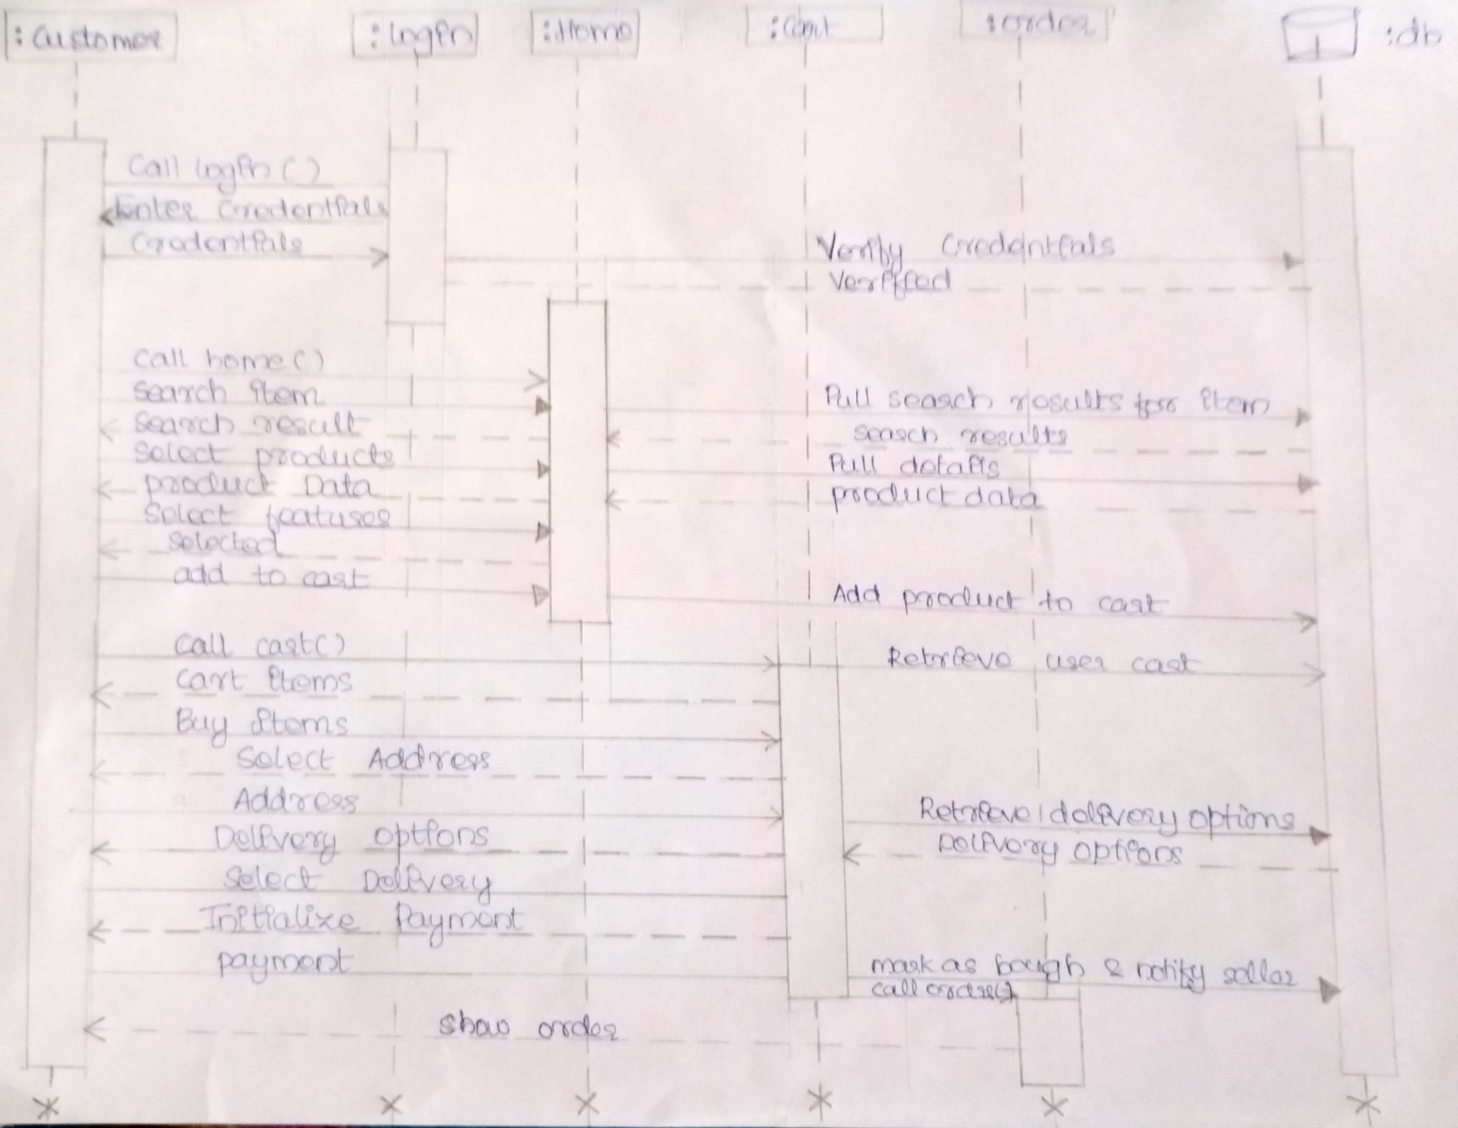 :Customer
:Login
:Home
:Cart
:order
:db
Call login()
Enter Credentials
Credentials
Verify Credentials
Verified
Call home()
Search item
Pull search results for item
Search result
search results
Select products
Pull details
product Data
product data
Select features
selected
add to cart
Add product to cart
Call cart()
Retrieve user cart
Cart items
Buy items
Select Address
Address
Retrieve delivery options
Delivery options
Delivery options
Select Delivery
Initialize Payment
payment
mark as bough & notify seller
call order()
Show order